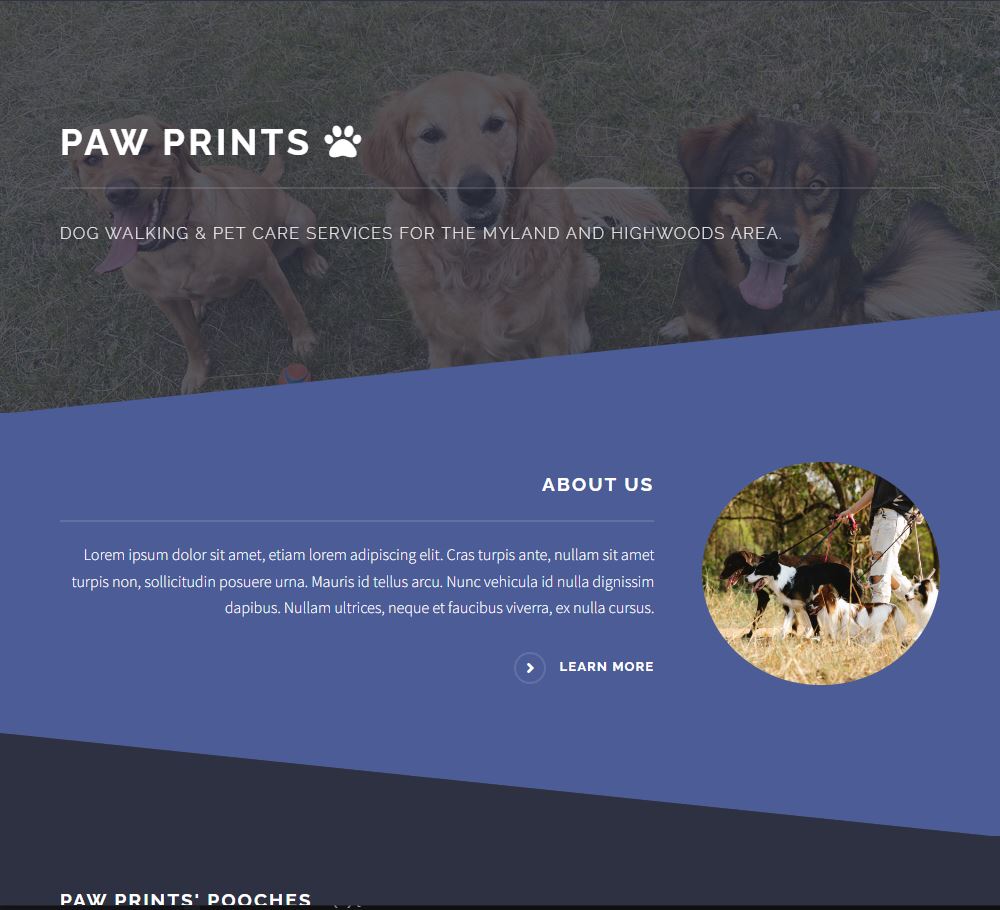 PAW PRINTS
DOG WALKING & PET CARE SERVICES FOR THE MYLAND AND HIGHWOODS AREA.
ABOUT US
Lorem ipsum dolor sit amet, etiam lorem adipiscing elit. Cras turpis ante, nullam sit amet
turpis non, sollicitudin posuere urna. Mauris id tellus arcu. Nunc vehicula id nulla dignissim
dapibus. Nullam ultrices, neque et faucibus viverra, ex nulla cursus.
LEARN MORE
PAW PRINTS' POOCHES